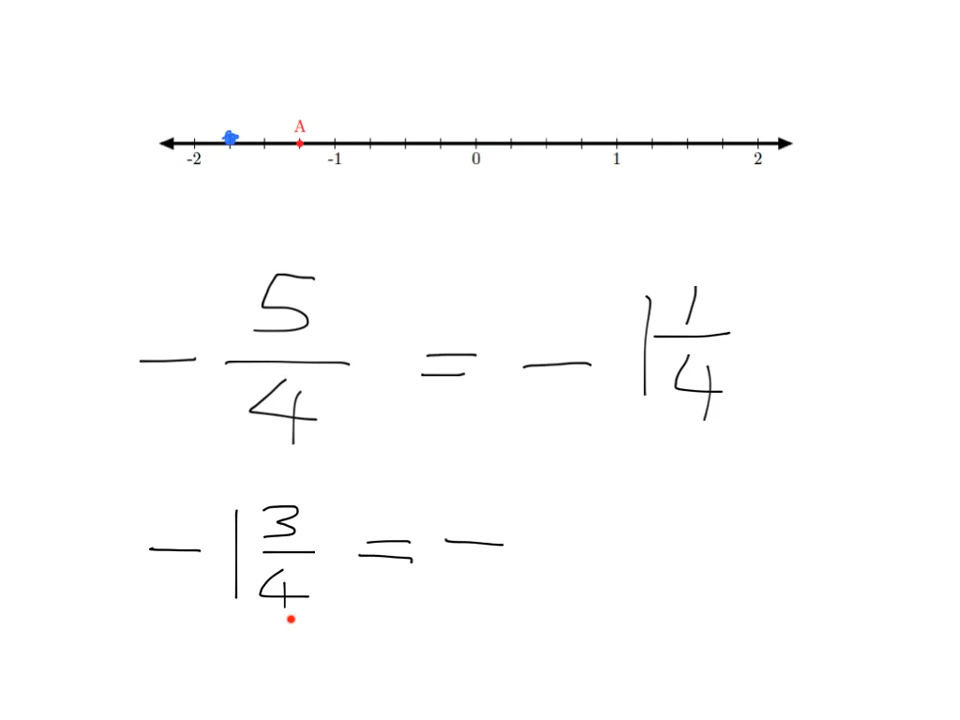 A
-2 -1 0 1 2
- 5/4 = - 1 1/4
- 1 3/4 = -